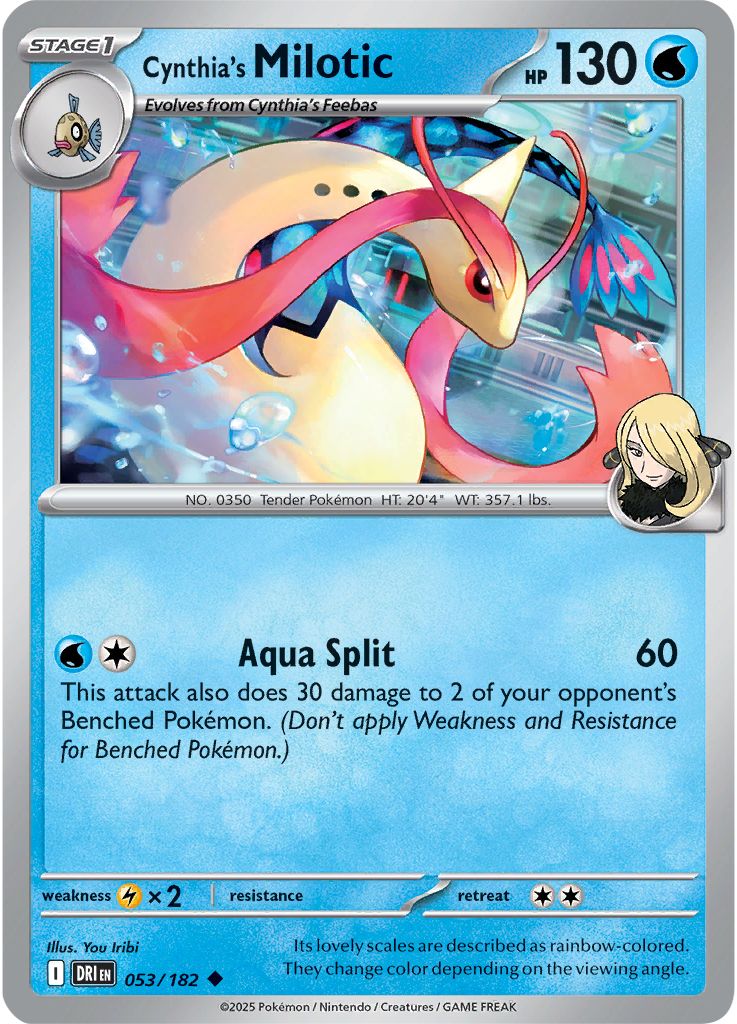 STAGE1
Cynthia's Milotic
HP 130
Evolves from Cynthia's Feebas
NO. 0350 Tender Pokémon HT: 20'4" WT: 357.1 lbs.
Aqua Split 60
This attack also does 30 damage to 2 of your opponent's
Benched Pokémon. (Don't apply Weakness and Resistance
for Benched Pokémon.)
weakness ×2 resistance retreat
Illus. You Iribi
Its lovely scales are described as rainbow-colored.
They change color depending on the viewing angle.
I DRI EN 053/182
©2025 Pokémon / Nintendo / Creatures / GAME FREAK